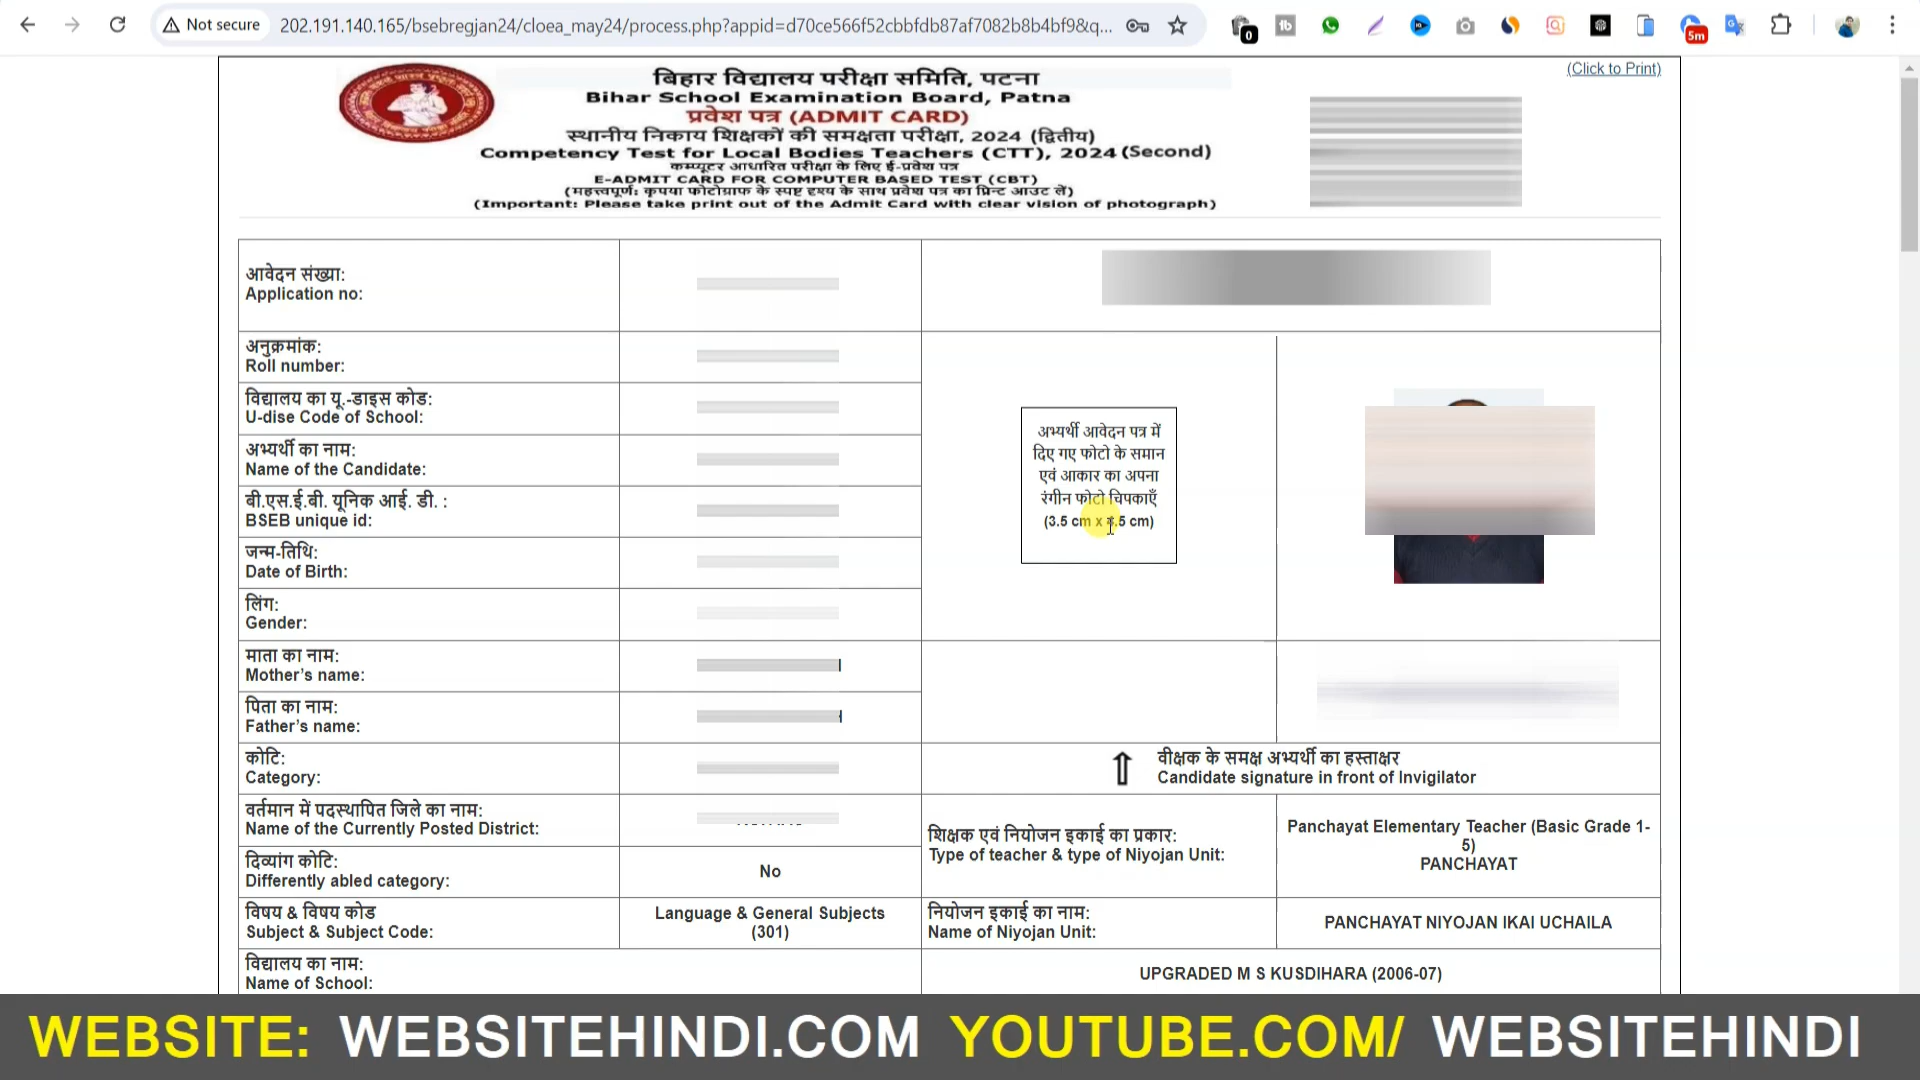 Not secure
202.191.140.165/bsebregjan24/cloea_may24/process.php?appid=d70ce566f52cbbfdb87af7082b8b4bf9&q...
0
tb
5m
(Click to Print)
बिहार विद्यालय परीक्षा समिति, पटना
Bihar School Examination Board, Patna
प्रवेश पत्र (ADMIT CARD)
स्थानीय निकाय शिक्षकों की समक्षता परीक्षा, 2024 (द्वितीय)
Competency Test for Local Bodies Teachers (CTT), 2024 (Second)
कम्प्यूटर आधारित परीक्षा के लिए ई-प्रवेश पत्र
E-ADMIT CARD FOR COMPUTER BASED TEST (CBT)
(महत्त्वपूर्ण: कृपया फोटोग्राफ के स्पष्ट दृश्य के साथ प्रवेश पत्र का प्रिन्ट आउट लें)
(Important: Please take print out of the Admit Card with clear vision of photograph)
आवेदन संख्या:
Application no:
अनुक्रमांक:
Roll number:
विद्यालय का यू.-डाइस कोड:
U-dise Code of School:
अभ्यर्थी का नाम:
Name of the Candidate:
बी.एस.ई.बी. यूनिक आई. डी. :
BSEB unique id:
जन्म-तिथि:
Date of Birth:
लिंग:
Gender:
अभ्यर्थी आवेदन पत्र में
दिए गए फोटो के समान
एवं आकार का अपना
रंगीन फोटो चिपकाएँ
(3.5 cm x .5 cm)
माता का नाम:
Mother's name:
पिता का नाम:
Father's name:
कोटि:
Category:
वीक्षक के समक्ष अभ्यर्थी का हस्ताक्षर
Candidate signature in front of Invigilator
वर्तमान में पदस्थापित जिले का नाम:
Name of the Currently Posted District:
शिक्षक एवं नियोजन इकाई का प्रकार:
Type of teacher & type of Niyojan Unit:
Panchayat Elementary Teacher (Basic Grade 1-
5)
PANCHAYAT
दिव्यांग कोटि:
Differently abled category:
No
विषय & विषय कोड
Subject & Subject Code:
Language & General Subjects
(301)
नियोजन इकाई का नाम:
Name of Niyojan Unit:
PANCHAYAT NIYOJAN IKAI UCHAILA
विद्यालय का नाम:
Name of School:
UPGRADED M S KUSDIHARA (2006-07)
WEBSITE: WEBSITEHINDI.COM YOUTUBE.COM/ WEBSITEHINDI